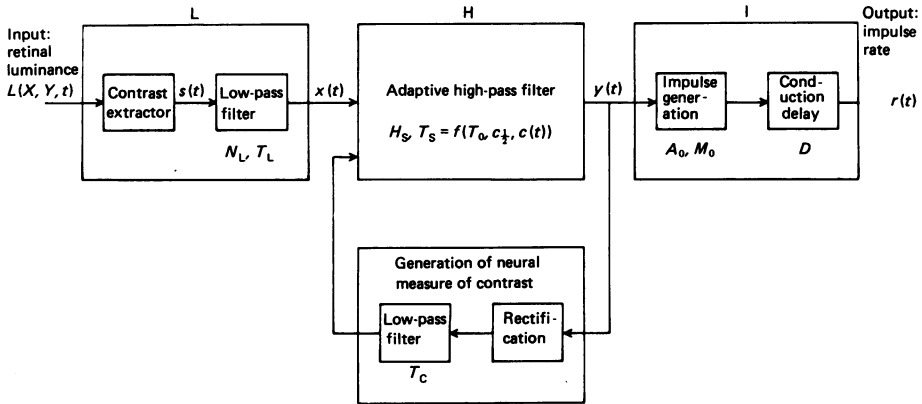 L
H
I
Input:
retinal
luminance
L(X, Y, t)
Contrast
extractor
s(t)
Low-pass
filter
N_L, T_L
x(t)
Adaptive high-pass filter
H_S, T_S = f(T_0, c_½, c(t))
y(t)
Impulse
gener-
ation
A_0, M_0
Con-
duction
delay
D
Output:
impulse
rate
r(t)
Generation of neural
measure of contrast
Low-pass
filter
T_C
Rectifi-
cation